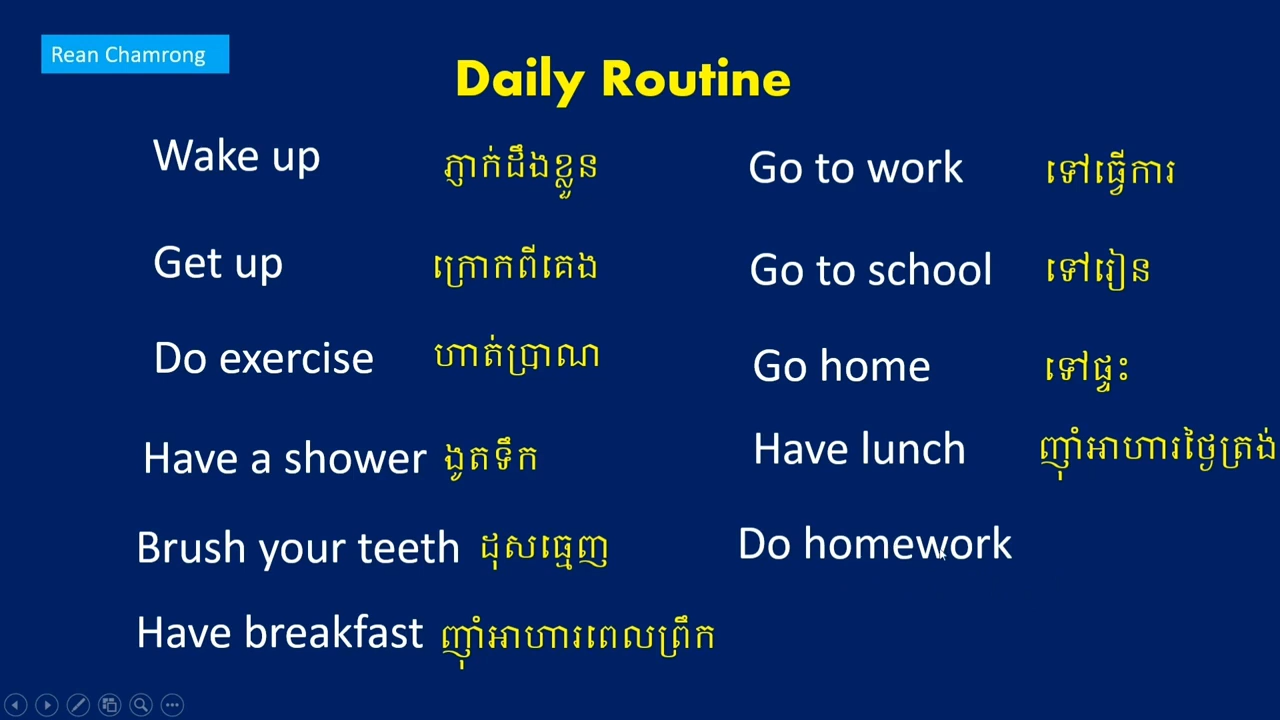 Rean Chamrong
Daily Routine
Wake up ភ្ញាក់ដឹងខ្លួន
Get up ក្រោកពីគេង
Do exercise ហាត់ប្រាណ
Have a shower ងូតទឹក
Brush your teeth ដុសធ្មេញ
Have breakfast ញ៉ាំអាហារពេលព្រឹក
Go to work ទៅធ្វើការ
Go to school ទៅរៀន
Go home ទៅផ្ទះ
Have lunch ញ៉ាំអាហារថ្ងៃត្រង់
Do homework